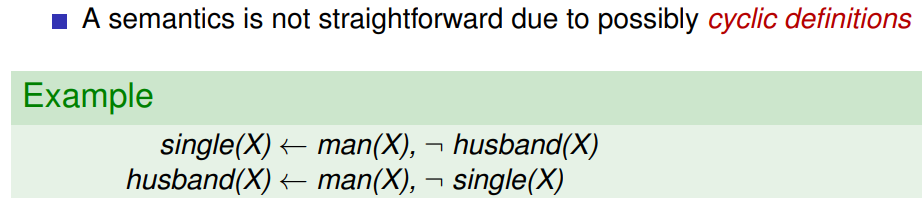 A semantics is not straightforward due to possibly cyclic definitions
Example
single(X) ← man(X), ¬ husband(X)
husband(X) ← man(X), ¬ single(X)